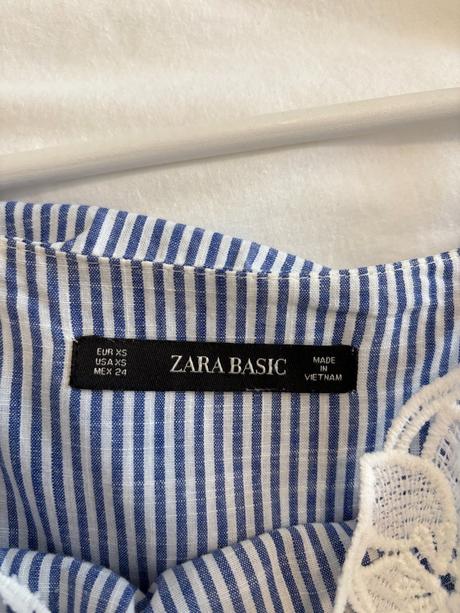 EUR XS
USA XS
MEX 24
ZARA BASIC
MADE
IN
VIETNAM